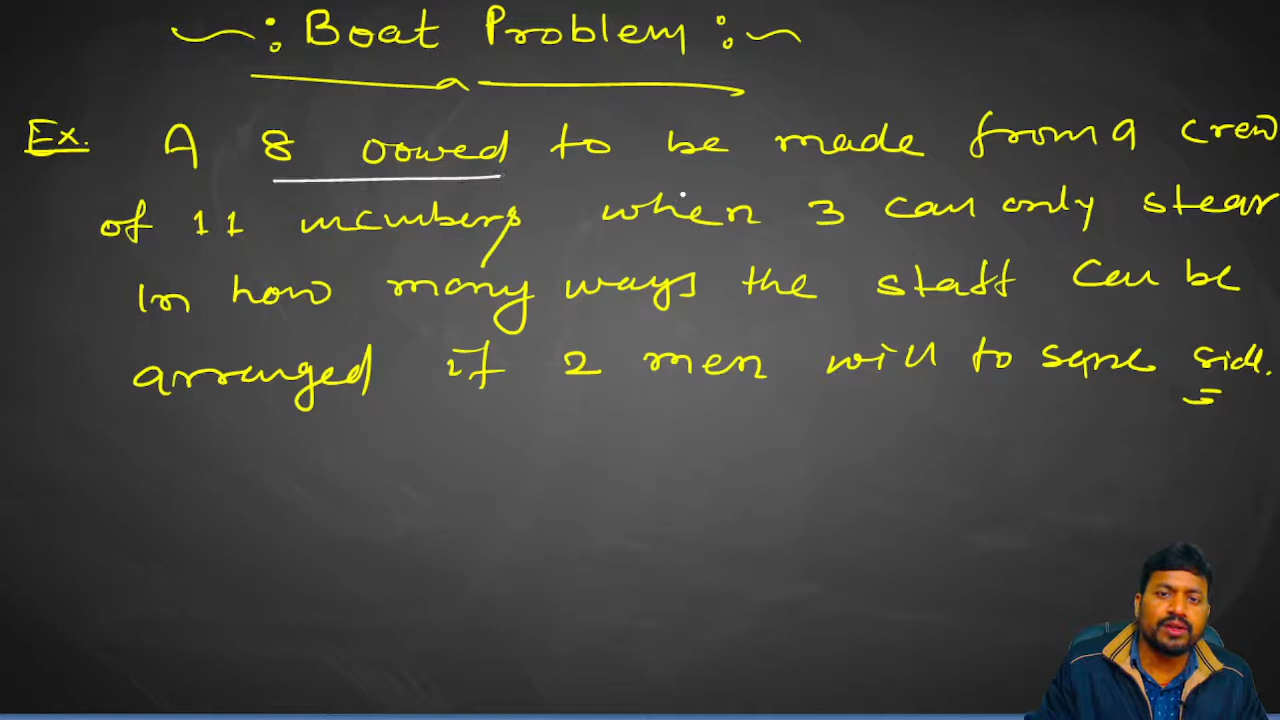 : Boat Problem :
Ex. A 8 oowed to be made from a crew
of 11 members when 3 can only stear
In how many ways the staff can be
arranged if 2 men will to same side.